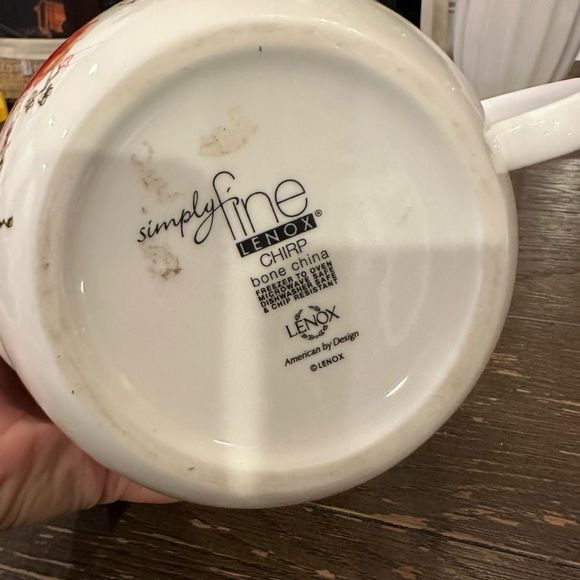 simply fine
LENOX®
CHIRP
bone china
FREEZER TO OVEN
MICROWAVE SAFE
DISHWASHER SAFE
& CHIP RESISTANT
LENOX
American by Design
©LENOX